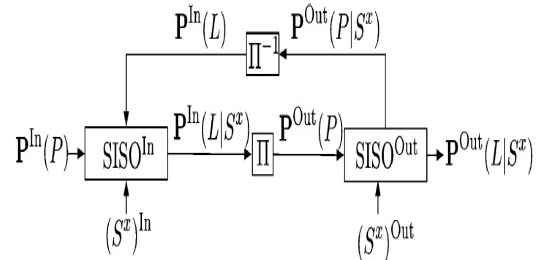 P^In(L) P^Out(P|S^x)
Π^-1
P^In(P) SISO^In P^In(L|S^x) Π P^Out(P) SISO^Out P^Out(L|S^x)
(S^x)^In (S^x)^Out